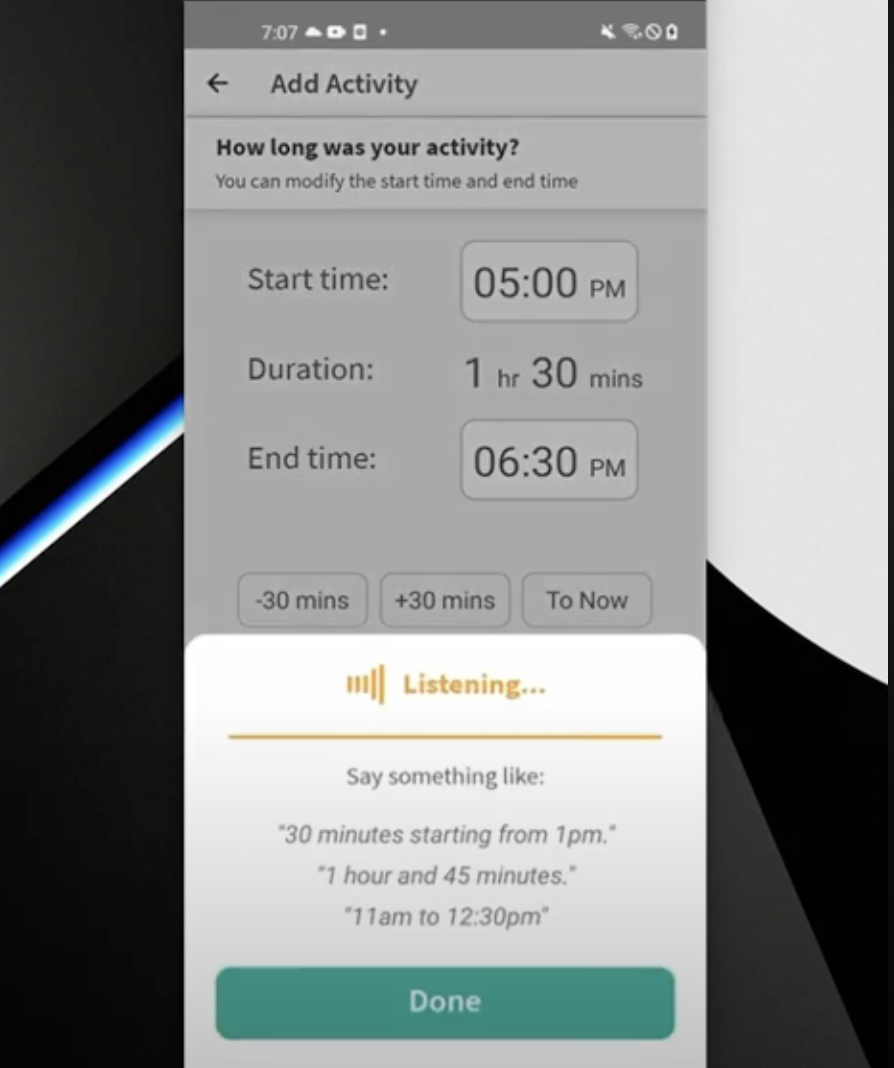 7:07
Add Activity
How long was your activity?
You can modify the start time and end time
Start time: 05:00 PM
Duration: 1 hr 30 mins
End time: 06:30 PM
-30 mins +30 mins To Now
Listening...
Say something like:
"30 minutes starting from 1pm."
"1 hour and 45 minutes."
"11am to 12:30pm"
Done